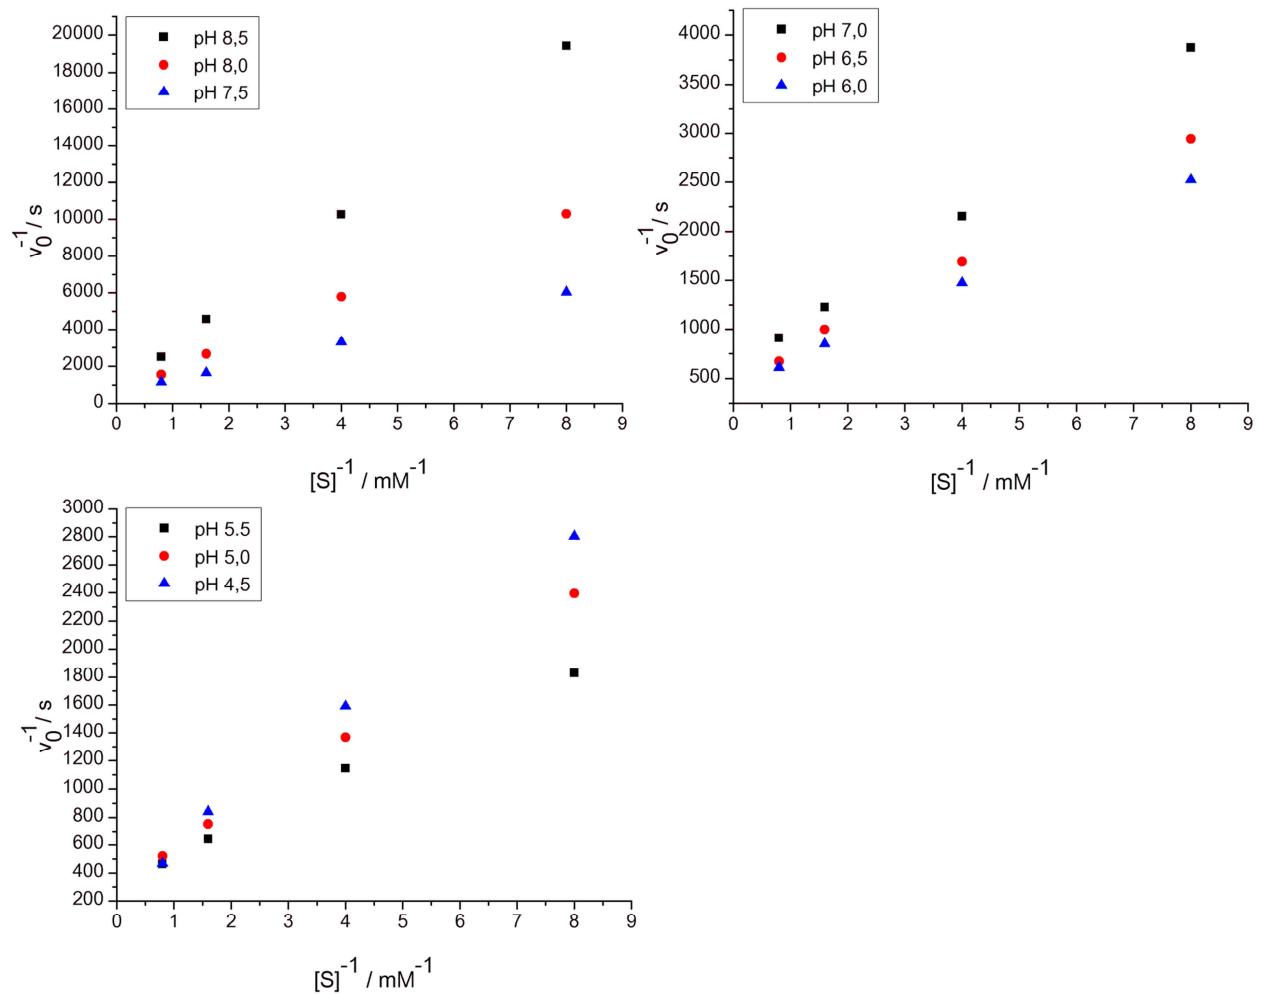 pH 8,5
pH 8,0
pH 7,5
20000
18000
16000
14000
12000
10000
8000
6000
4000
2000
0
v0-1 / s
0 1 2 3 4 5 6 7 8 9
[S]-1 / mM-1
pH 7,0
pH 6,5
pH 6,0
4000
3500
3000
2500
2000
1500
1000
500
v0-1 / s
0 1 2 3 4 5 6 7 8 9
[S]-1 / mM-1
pH 5.5
pH 5,0
pH 4,5
3000
2800
2600
2400
2200
2000
1800
1600
1400
1200
1000
800
600
400
200
v0-1 / s
0 1 2 3 4 5 6 7 8 9
[S]-1 / mM-1